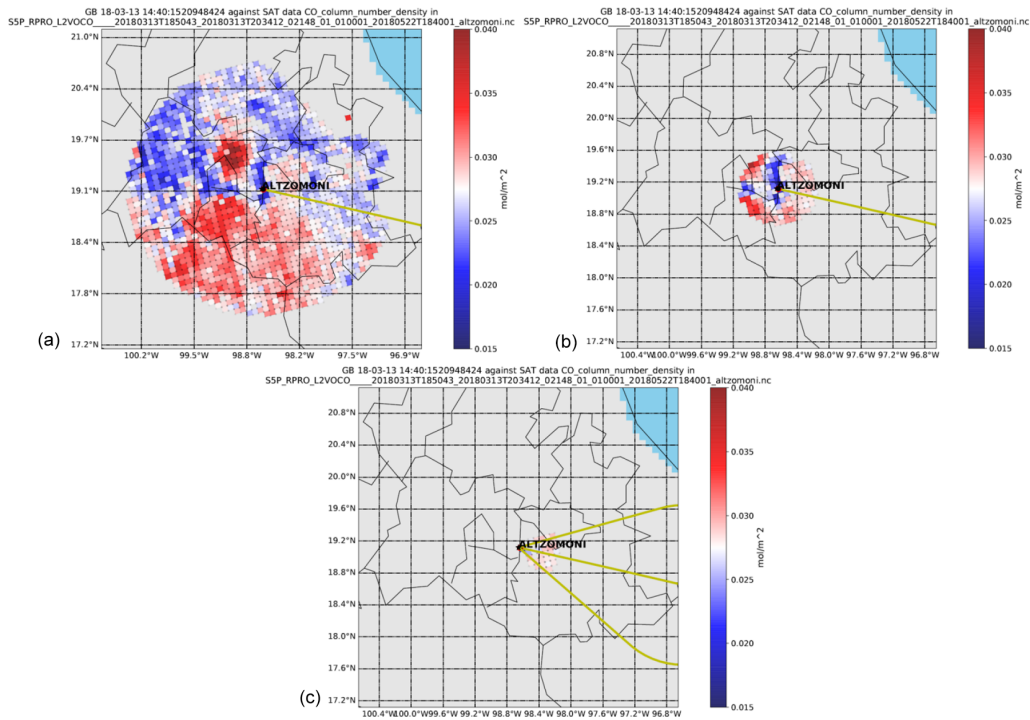 GB 18-03-13 14:40:1520948424 against SAT data CO_column_number_density in
S5P_RPRO_L2VOCO____20180313T185043_20180313T203412_02148_01_010001_20180522T184001_altzomoni.nc
21.0°N
20.4°N
19.7°N
19.1°N
18.4°N
17.8°N
17.2°N
100.2°W 99.5°W 98.8°W 98.2°W 97.5°W 96.9°W
ALTZOMONI
0.040
0.035
0.030
0.025
0.020
0.015
mol/m^2
(a)
GB 18-03-13 14:40:1520948424 against SAT data CO_column_number_density in
S5P_RPRO_L2VOCO____20180313T185043_20180313T203412_02148_01_010001_20180522T184001_altzomoni.nc
20.8°N
20.4°N
20.0°N
19.6°N
19.2°N
18.8°N
18.4°N
18.0°N
17.6°N
17.2°N
100.4°W 100.0°W 99.6°W 99.2°W 98.8°W 98.4°W 98.0°W 97.6°W 97.2°W 96.8°W
ALTZOMONI
0.040
0.035
0.030
0.025
0.020
0.015
mol/m^2
(b)
GB 18-03-13 14:40:1520948424 against SAT data CO_column_number_density in
S5P_RPRO_L2VOCO____20180313T185043_20180313T203412_02148_01_010001_20180522T184001_altzomoni.nc
20.8°N
20.4°N
20.0°N
19.6°N
19.2°N
18.8°N
18.4°N
18.0°N
17.6°N
17.2°N
100.4°W 100.0°W 99.6°W 99.2°W 98.8°W 98.4°W 98.0°W 97.6°W 97.2°W 96.8°W
ALTZOMONI
0.040
0.035
0.030
0.025
0.020
0.015
mol/m^2
(c)